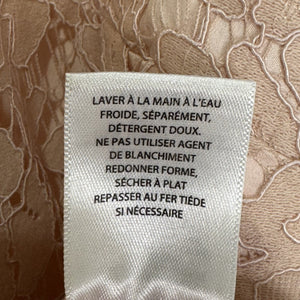 LAVER À LA MAIN À L'EAU
FROIDE, SÉPARÉMENT,
DÉTERGENT DOUX.
NE PAS UTILISER AGENT
DE BLANCHIMENT
REDONNER FORME,
SÉCHER À PLAT
REPASSER AU FER TIÈDE
SI NÉCESSAIRE